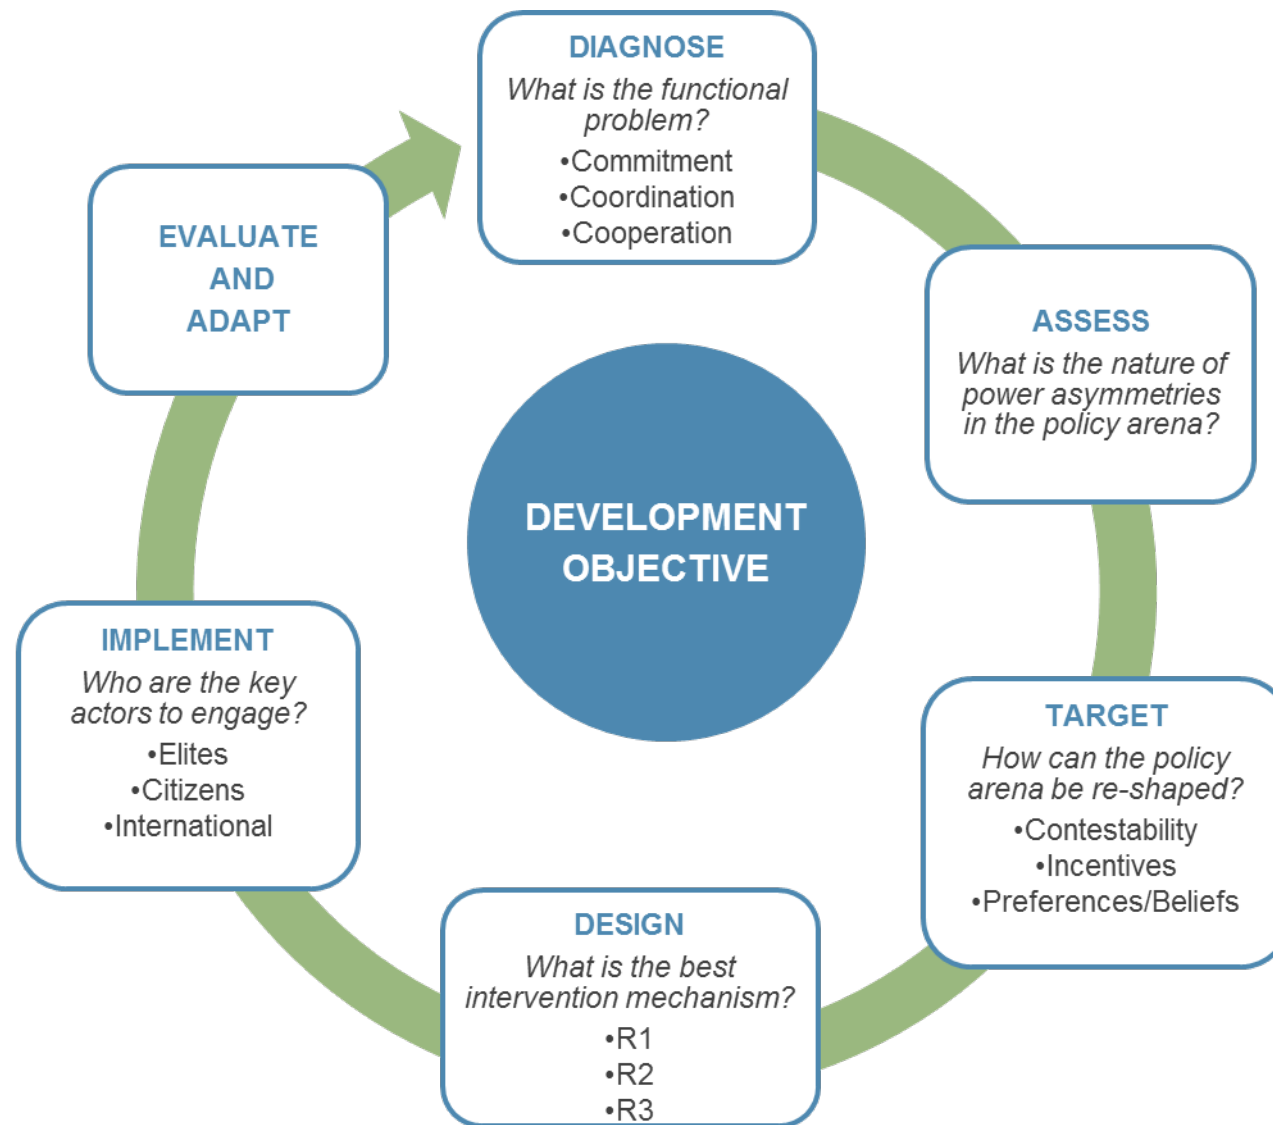 DIAGNOSE
What is the functional
problem?
•Commitment
•Coordination
•Cooperation
ASSESS
What is the nature of
power asymmetries
in the policy arena?
TARGET
How can the policy
arena be re-shaped?
•Contestability
•Incentives
•Preferences/Beliefs
DESIGN
What is the best
intervention mechanism?
•R1
•R2
•R3
IMPLEMENT
Who are the key
actors to engage?
•Elites
•Citizens
•International
EVALUATE
AND
ADAPT
DEVELOPMENT
OBJECTIVE